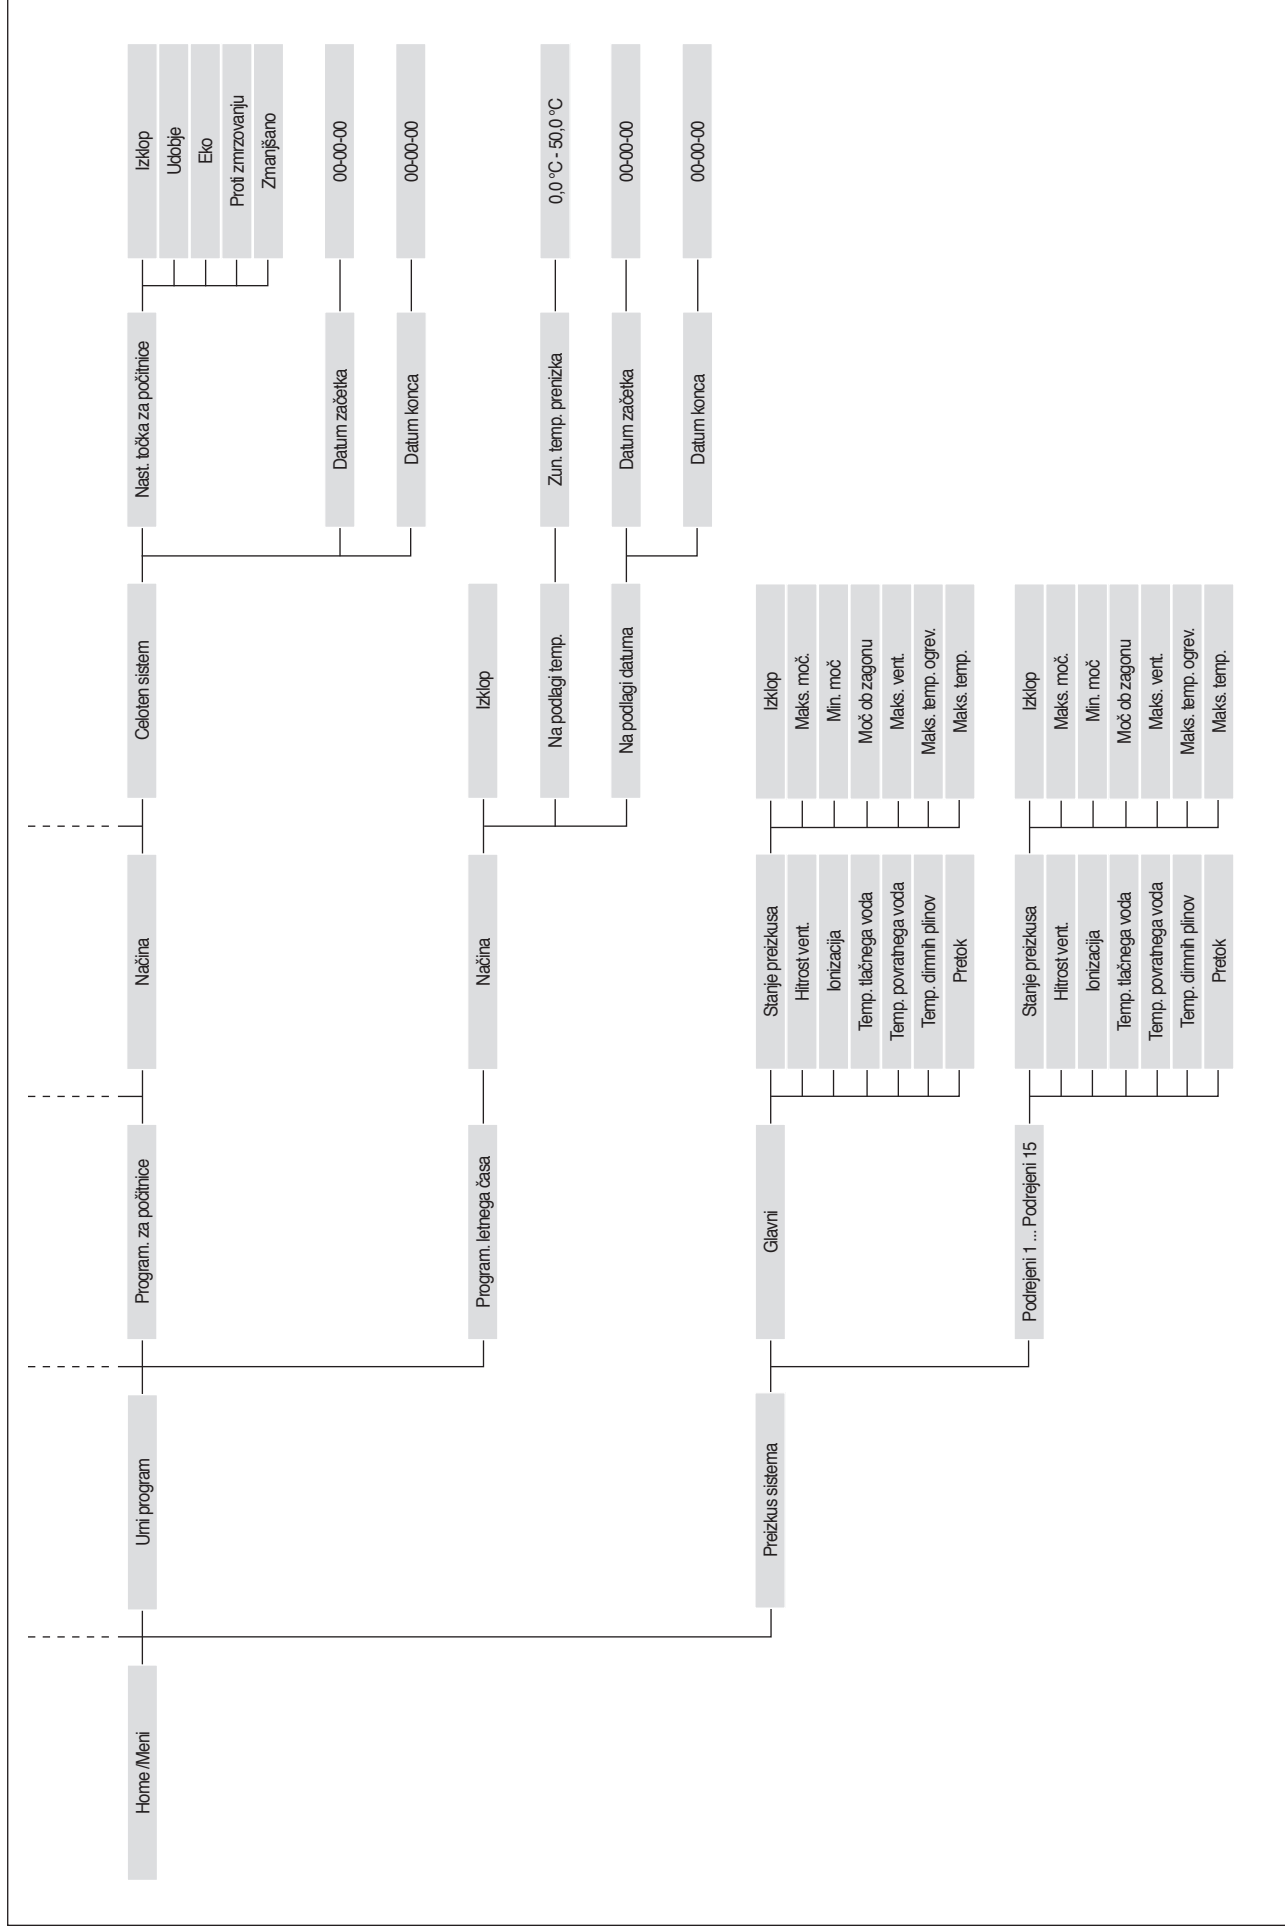 Home /Meni
Urni program
Program. za počitnice
Načina
Celoten sistem
Nast. točka za počitnice
Izklop
Udobje
Eko
Proti zmrzovanju
Zmanjšano
Datum začetka
00-00-00
Datum konca
00-00-00
Program. letnega časa
Načina
Izklop
Na podlagi temp.
Zun. temp. prenizka
0,0 °C - 50,0 °C
Na podlagi datuma
Datum začetka
00-00-00
Datum konca
00-00-00
Preizkus sistema
Glavni
Stanje preizkusa
Hitrost vent.
Ionizacija
Temp. tlačnega voda
Temp. povratnega voda
Temp. dimnih plinov
Pretok
Izklop
Maks. moč.
Min. moč
Moč ob zagonu
Maks. vent.
Maks. temp. ogrev.
Maks. temp.
Podrejeni 1 ... Podrejeni 15
Stanje preizkusa
Hitrost vent.
Ionizacija
Temp. tlačnega voda
Temp. povratnega voda
Temp. dimnih plinov
Pretok
Izklop
Maks. moč.
Min. moč
Moč ob zagonu
Maks. vent.
Maks. temp. ogrev.
Maks. temp.